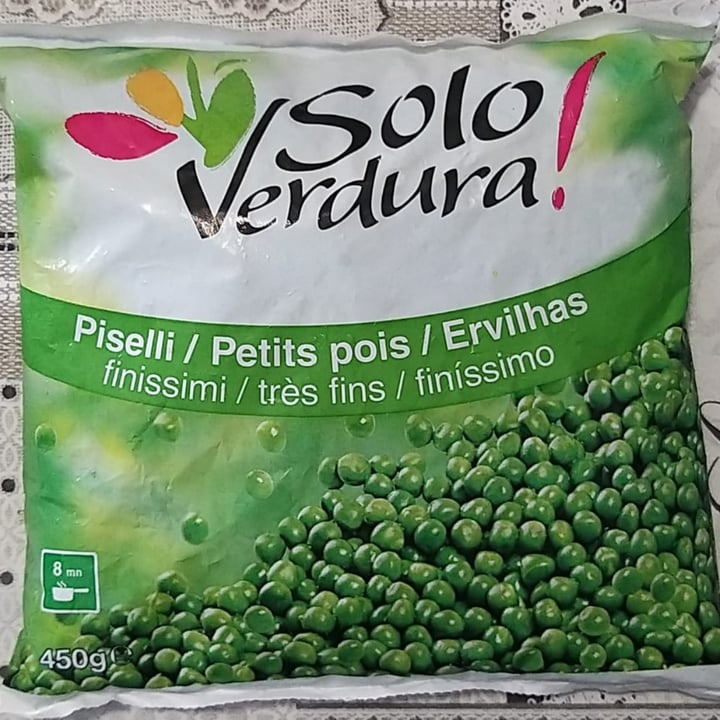 Solo
Verdura!
Piselli / Petits pois / Ervilhas
finissimi / très fins / finíssimo
8 mn
450g e